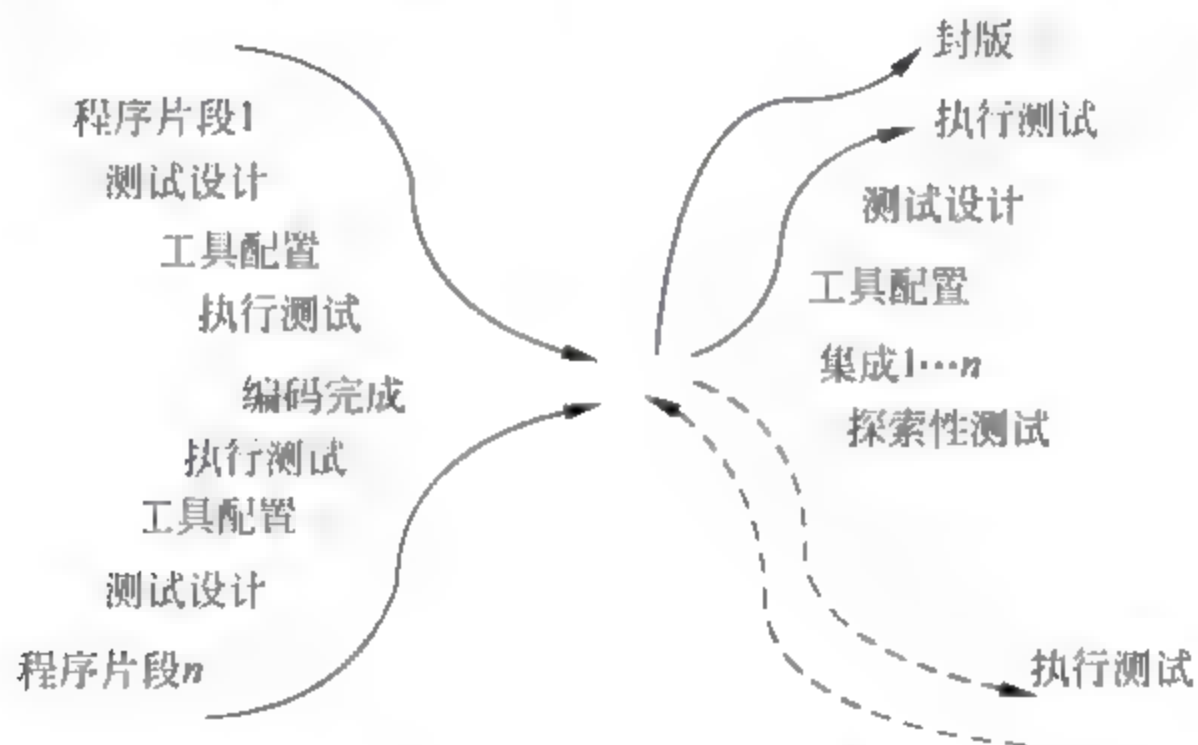 程序片段1
测试设计
工具配置
执行测试
编码完成
执行测试
工具配置
测试设计
程序片段n
封版
执行测试
测试设计
工具配置
集成1…n
探索性测试
执行测试